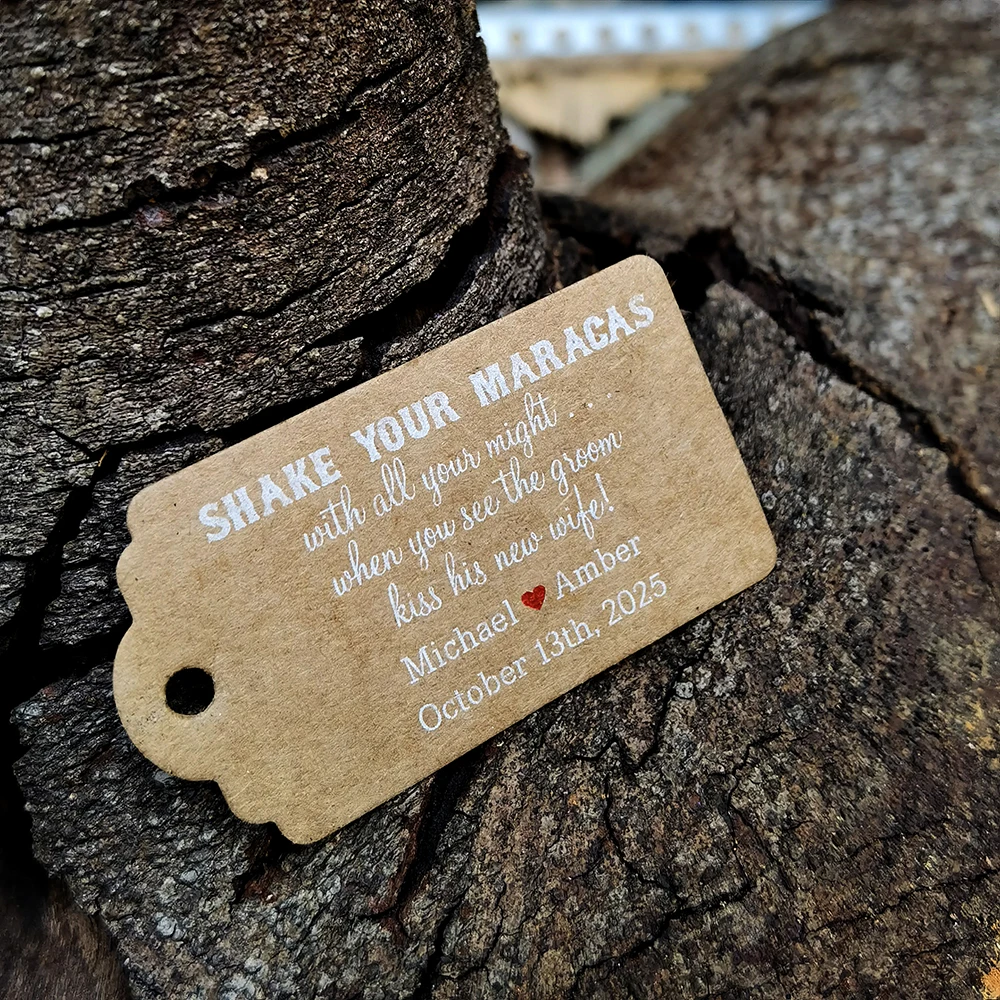 SHAKE YOUR MARACAS
with all your might . . .
when you see the groom
kiss his new wife!
Michael ♥ Amber
October 13th, 2025